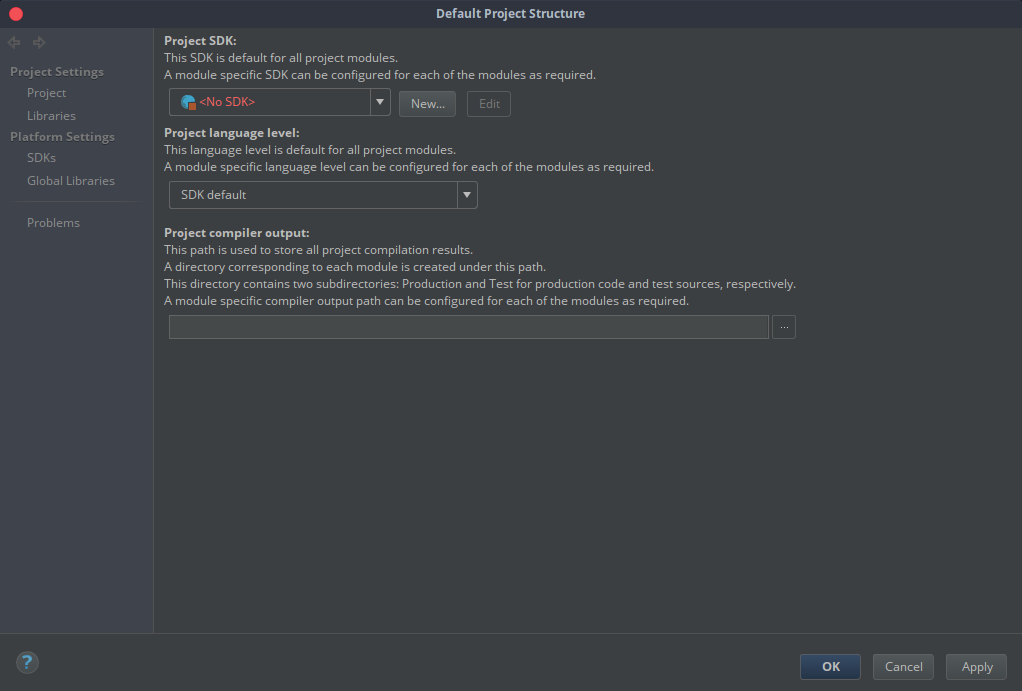 Default Project Structure
Project Settings
Project
Libraries
Platform Settings
SDKs
Global Libraries
Problems
Project SDK:
This SDK is default for all project modules.
A module specific SDK can be configured for each of the modules as required.
<No SDK>
New...
Edit
Project language level:
This language level is default for all project modules.
A module specific language level can be configured for each of the modules as required.
SDK default
Project compiler output:
This path is used to store all project compilation results.
A directory corresponding to each module is created under this path.
This directory contains two subdirectories: Production and Test for production code and test sources, respectively.
A module specific compiler output path can be configured for each of the modules as required.
...
?
OK
Cancel
Apply